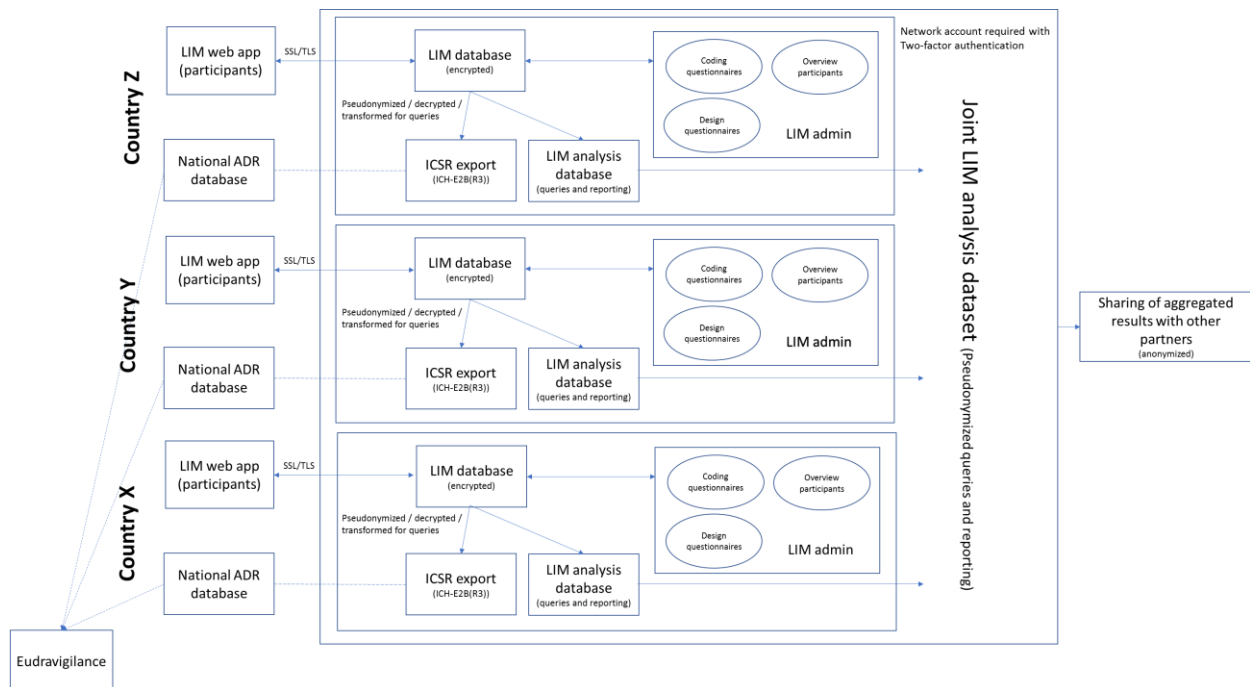 Network account required with
Two-factor authentication
Country Z
LIM web app
(participants)
SSL/TLS
LIM database
(encrypted)
Coding
questionnaires
Overview
participants
Design
questionnaires
LIM admin
Pseudonymized / decrypted /
transformed for queries
National ADR
database
ICSR export
(ICH-E2B(R3))
LIM analysis
database
(queries and reporting)
Country Y
LIM web app
(participants)
SSL/TLS
LIM database
(encrypted)
Coding
questionnaires
Overview
participants
Design
questionnaires
LIM admin
Pseudonymized / decrypted /
transformed for queries
National ADR
database
ICSR export
(ICH-E2B(R3))
LIM analysis
database
(queries and reporting)
Country X
LIM web app
(participants)
SSL/TLS
LIM database
(encrypted)
Coding
questionnaires
Overview
participants
Design
questionnaires
LIM admin
Pseudonymized / decrypted /
transformed for queries
National ADR
database
ICSR export
(ICH-E2B(R3))
LIM analysis
database
(queries and reporting)
Eudravigilance
Joint LIM analysis dataset (Pseudonymized queries and reporting)
Sharing of aggregated
results with other
partners
(anonymized)